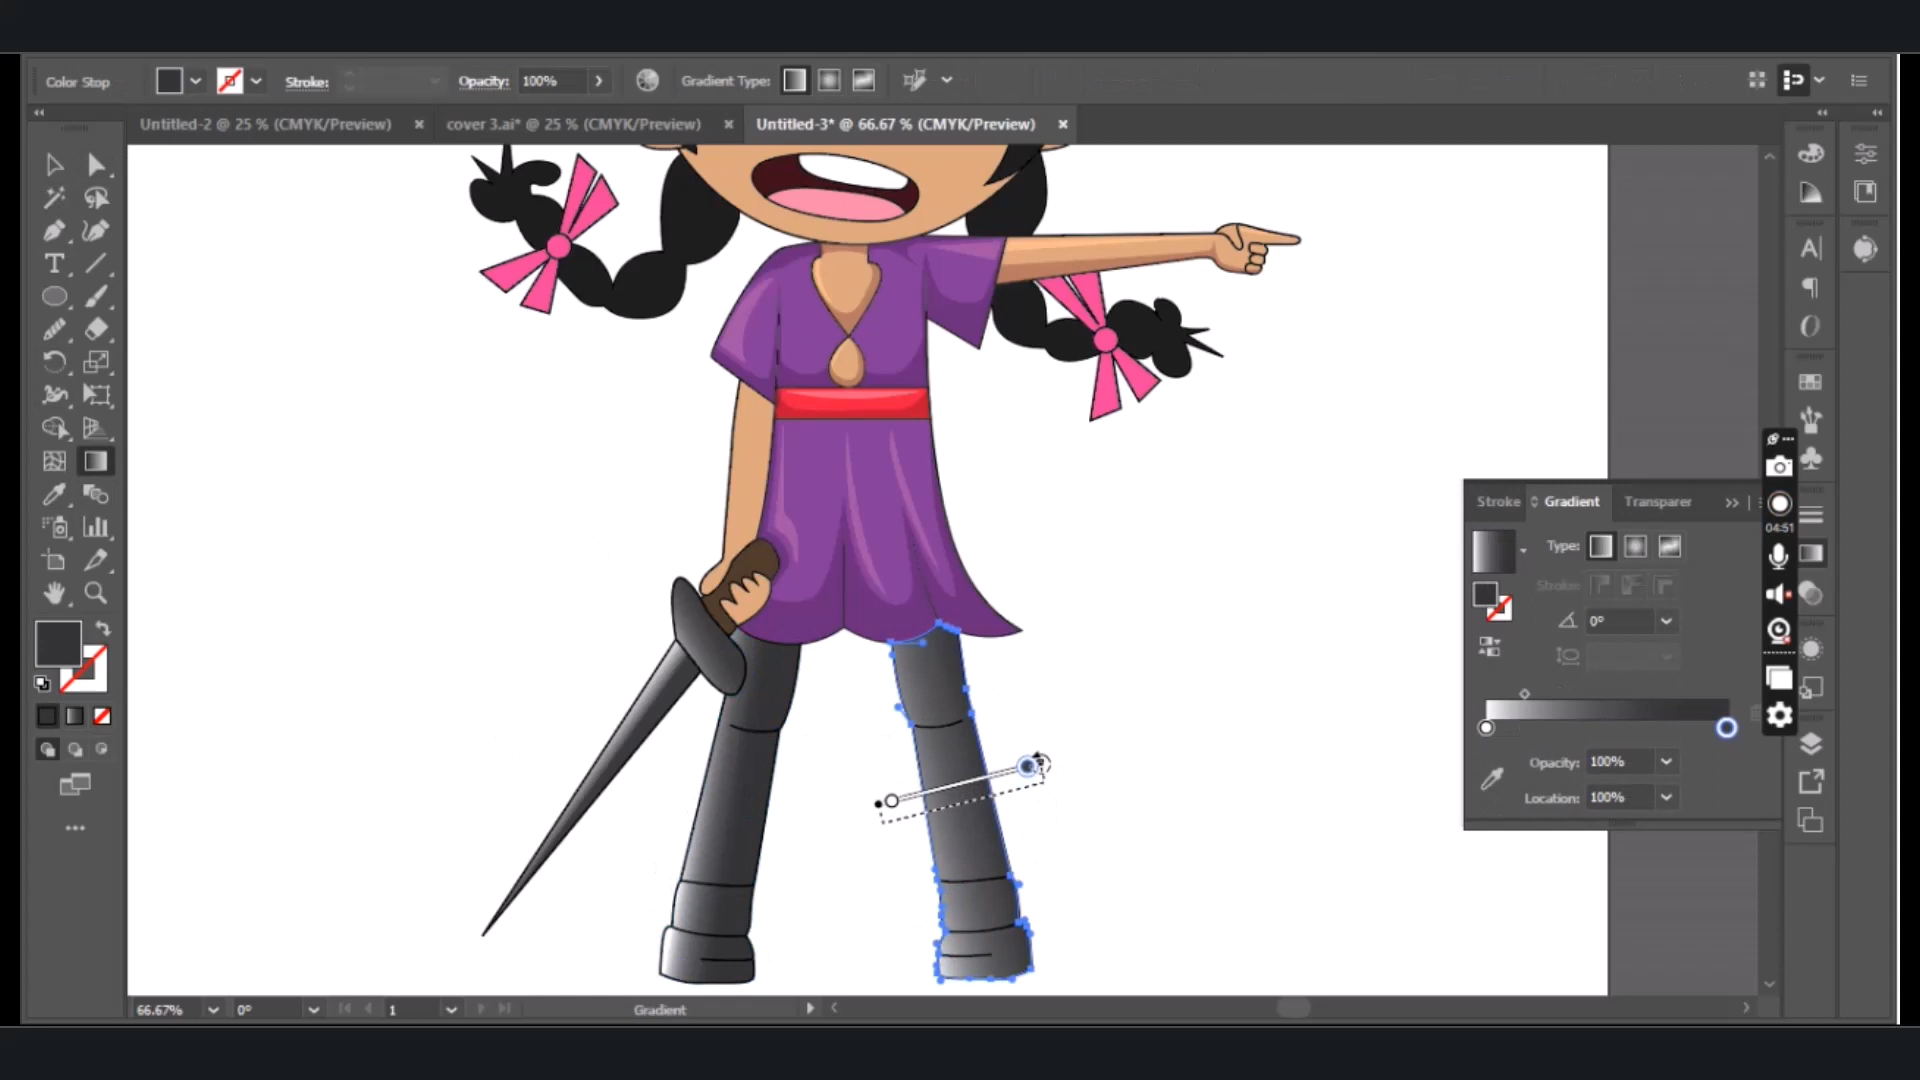 Color Stop Stroke: Opacity: 100% Gradient Type:
Untitled-2 @ 25 % (CMYK/Preview) × cover 3.ai* @ 25 % (CMYK/Preview) × Untitled-3* @ 66.67 % (CMYK/Preview) ×
Stroke Gradient Transparer
04:51
Type:
Stroke:
0°
Opacity: 100%
Location: 100%
66.67% 0° 1 Gradient